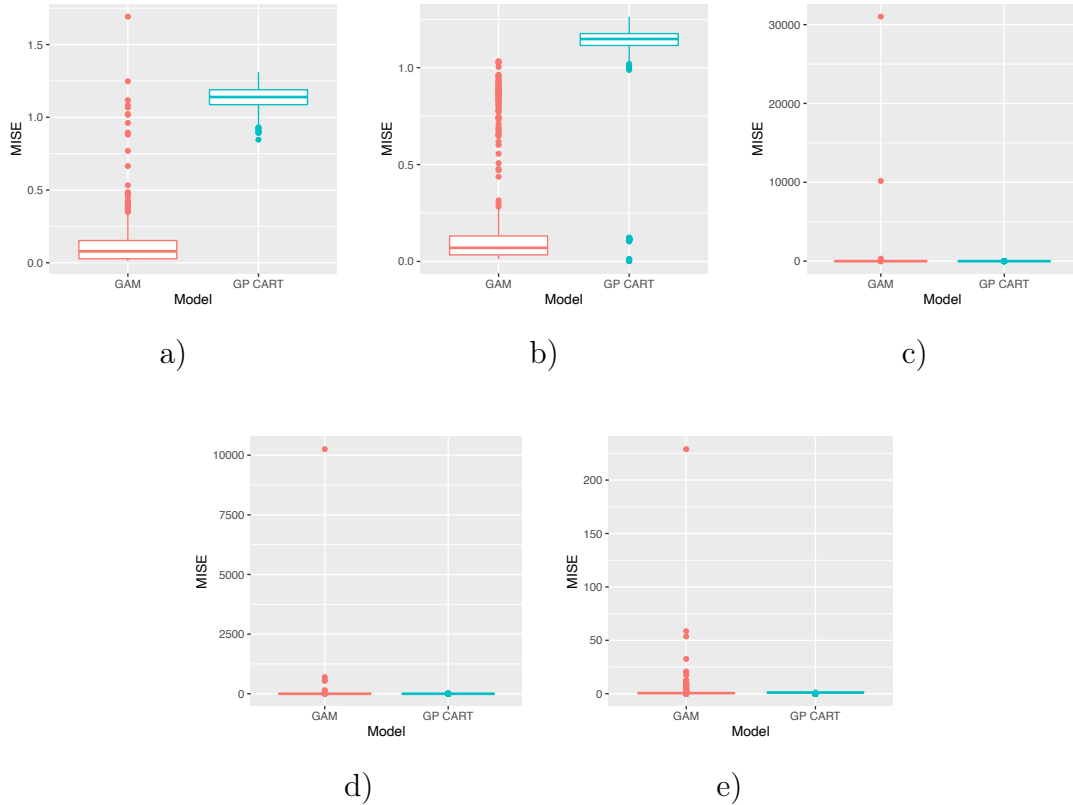 1.5
1.0
0.5
0.0
MISE
GAM
GP CART
Model
a)
1.0
0.5
0.0
MISE
GAM
GP CART
Model
b)
30000
20000
10000
0
MISE
GAM
GP CART
Model
c)
10000
7500
5000
2500
0
MISE
GAM
GP CART
Model
d)
200
150
100
50
0
MISE
GAM
GP CART
Model
e)